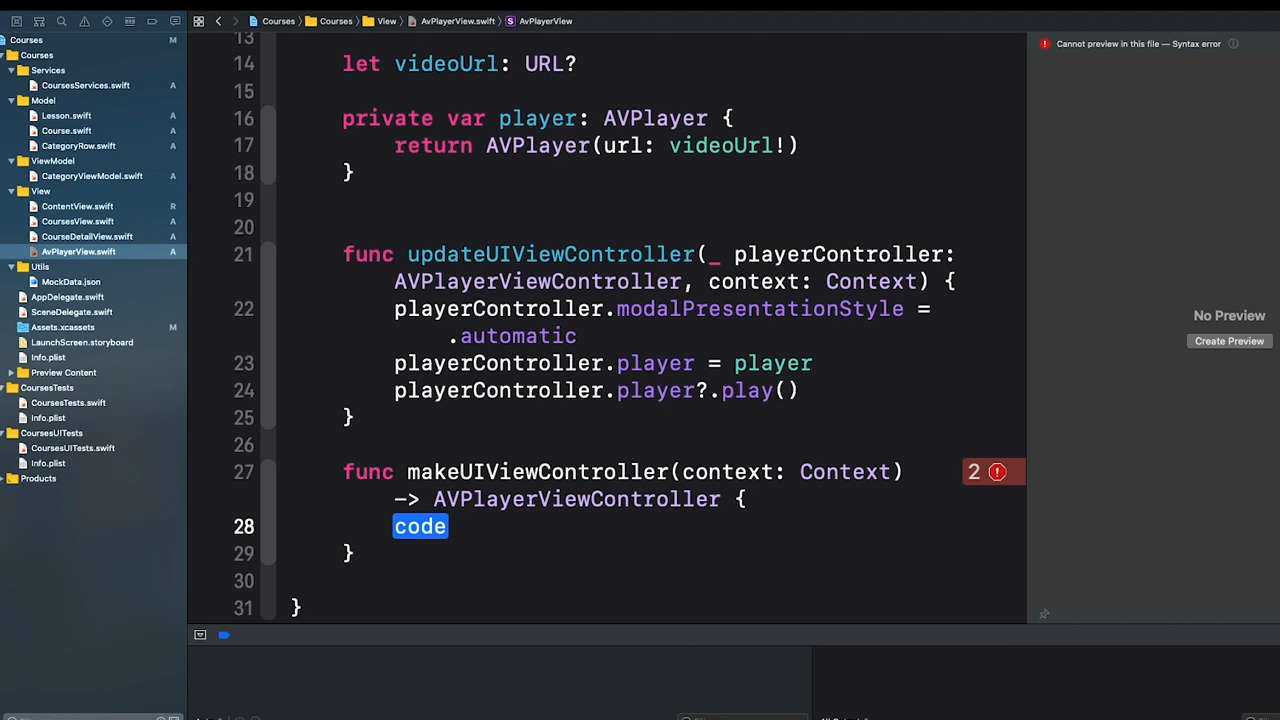 Courses > Courses > View > AvPlayerView.swift > S AvPlayerView
Courses M
Courses
Services
CoursesServices.swift A
Model
Lesson.swift A
Course.swift A
CategoryRow.swift A
ViewModel
CategoryViewModel.swift A
View
ContentView.swift R
CoursesView.swift A
CourseDetailView.swift A
AvPlayerView.swift A
Utils
MockData.json A
AppDelegate.swift
SceneDelegate.swift
Assets.xcassets M
LaunchScreen.storyboard
Info.plist
Preview Content
CoursesTests
CoursesTests.swift
Info.plist
CoursesUITests
CoursesUITests.swift
Info.plist
Products
13
14 let videoUrl: URL?
15
16 private var player: AVPlayer {
17 return AVPlayer(url: videoUrl!)
18 }
19
20
21 func updateUIViewController(_ playerController:
AVPlayerViewController, context: Context) {
22 playerController.modalPresentationStyle =
.automatic
23 playerController.player = player
24 playerController.player?.play()
25 }
26
27 func makeUIViewController(context: Context) 2
-> AVPlayerViewController {
28 code
29 }
30
31 }
Cannot preview in this file — Syntax error
No Preview
Create Preview